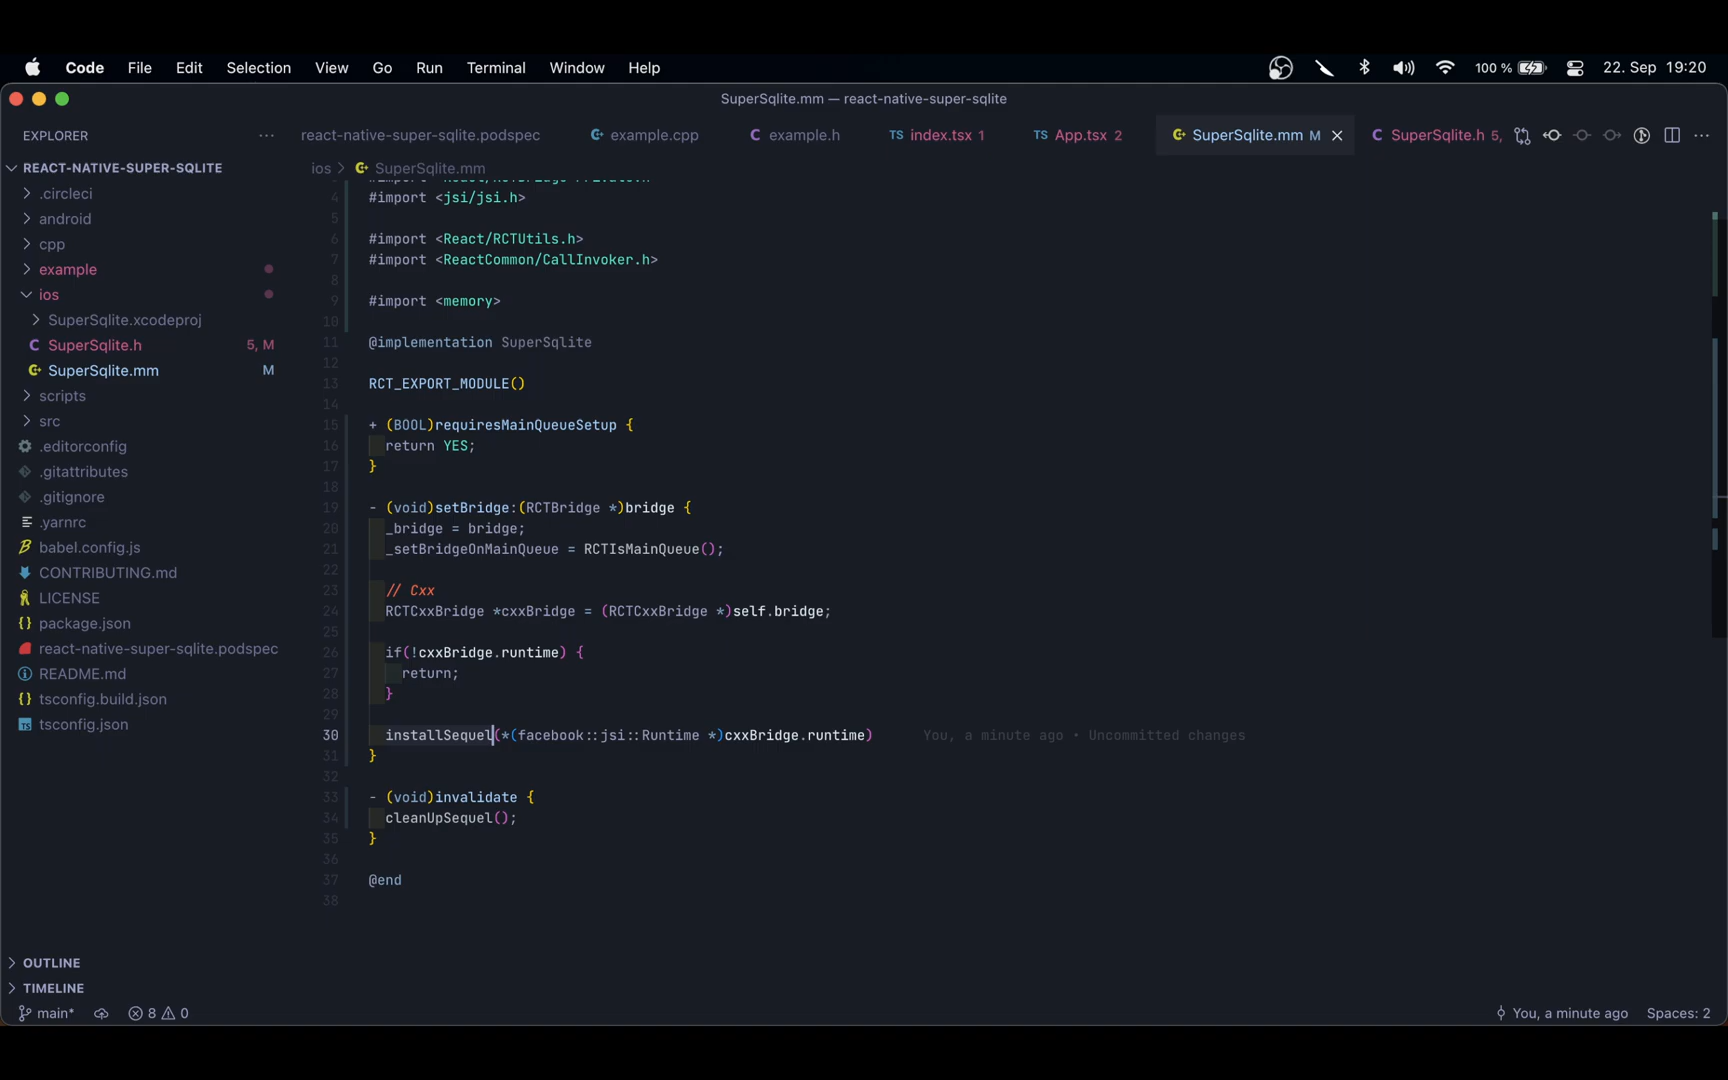 Code File Edit Selection View Go Run Terminal Window Help 100 % 22. Sep 19:20
SuperSqlite.mm — react-native-super-sqlite
EXPLORER
react-native-super-sqlite.podspec example.cpp C example.h TS index.tsx 1 TS App.tsx 2 SuperSqlite.mm M C SuperSqlite.h 5,
REACT-NATIVE-SUPER-SQLITE
.circleci
android
cpp
example
ios
SuperSqlite.xcodeproj
C SuperSqlite.h 5, M
SuperSqlite.mm M
scripts
src
.editorconfig
.gitattributes
.gitignore
.yarnrc
babel.config.js
CONTRIBUTING.md
LICENSE
{} package.json
react-native-super-sqlite.podspec
README.md
{} tsconfig.build.json
TS tsconfig.json
OUTLINE
TIMELINE
ios > SuperSqlite.mm
4 #import <jsi/jsi.h>
5
6 #import <React/RCTUtils.h>
7 #import <ReactCommon/CallInvoker.h>
8
9 #import <memory>
10
11 @implementation SuperSqlite
12
13 RCT_EXPORT_MODULE()
14
15 + (BOOL)requiresMainQueueSetup {
16 return YES;
17 }
18
19 - (void)setBridge:(RCTBridge *)bridge {
20 _bridge = bridge;
21 _setBridgeOnMainQueue = RCTIsMainQueue();
22
23 // Cxx
24 RCTCxxBridge *cxxBridge = (RCTCxxBridge *)self.bridge;
25
26 if(!cxxBridge.runtime) {
27 return;
28 }
29
30 installSequel(*(facebook::jsi::Runtime *)cxxBridge.runtime) You, a minute ago • Uncommitted changes
31 }
32
33 - (void)invalidate {
34 cleanUpSequel();
35 }
36
37 @end
38
main* 8 0 You, a minute ago Spaces: 2